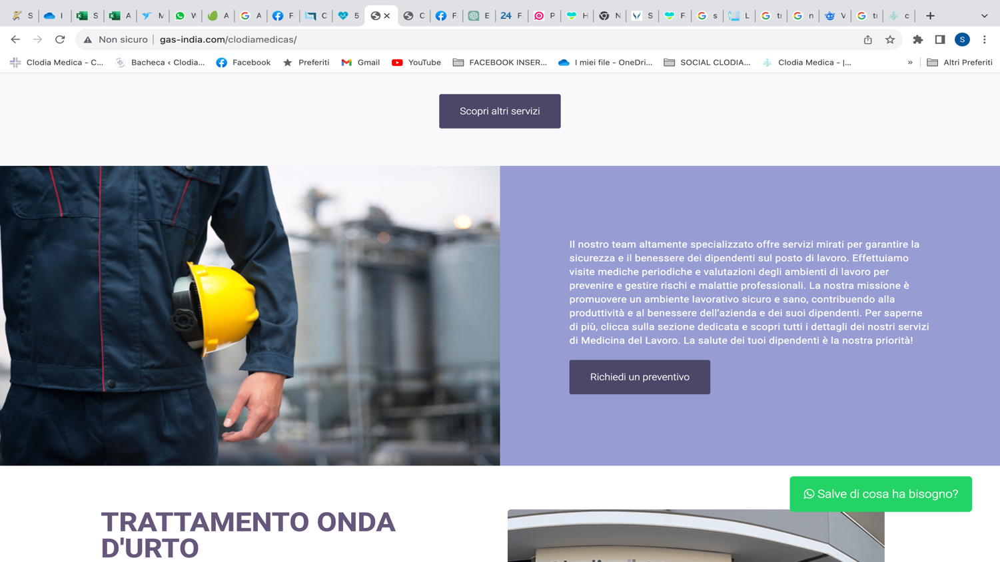 S
I
S
A
M
W
A
A
F
C
5
C
F
E
24 F
P
H
N
S
F
s
L
tr
n
V
tr
c
Non sicuro
gas-india.com/clodiamedicas/
S
Clodia Medica - C...
Bacheca ‹ Clodia...
Facebook
Preferiti
Gmail
YouTube
FACEBOOK INSER...
I miei file - OneDri...
SOCIAL CLODIA...
Clodia Medica - |...
»
Altri Preferiti
Scopri altri servizi
Il nostro team altamente specializzato offre servizi mirati per garantire la
sicurezza e il benessere dei dipendenti sul posto di lavoro. Effettuiamo
visite mediche periodiche e valutazioni degli ambienti di lavoro per
prevenire e gestire rischi e malattie professionali. La nostra missione è
promuovere un ambiente lavorativo sicuro e sano, contribuendo alla
produttività e al benessere dell'azienda e dei suoi dipendenti. Per saperne
di più, clicca sulla sezione dedicata e scopri tutti i dettagli dei nostri servizi
di Medicina del Lavoro. La salute dei tuoi dipendenti è la nostra priorità!
Richiedi un preventivo
Salve di cosa ha bisogno?
TRATTAMENTO ONDA
D'URTO